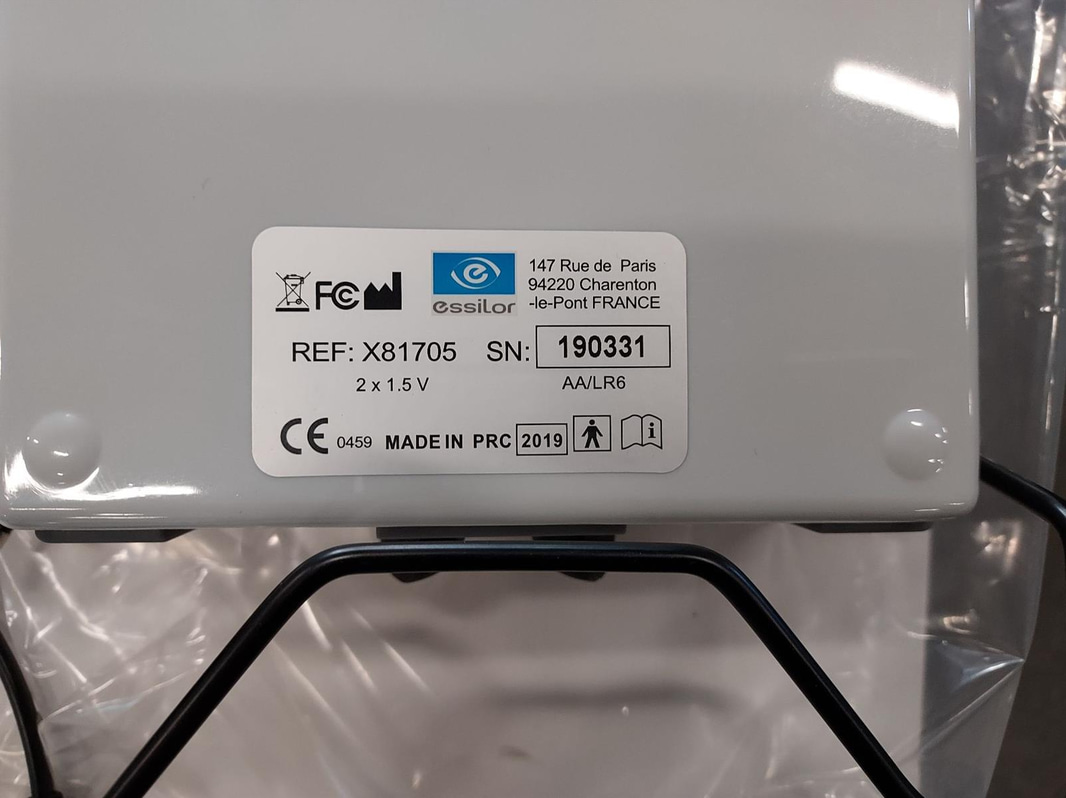 FC
essilor
147 Rue de Paris
94220 Charenton
-le-Pont FRANCE
REF: X81705 SN: 190331
2 x 1.5 V AA/LR6
CE 0459 MADE IN PRC 2019 i